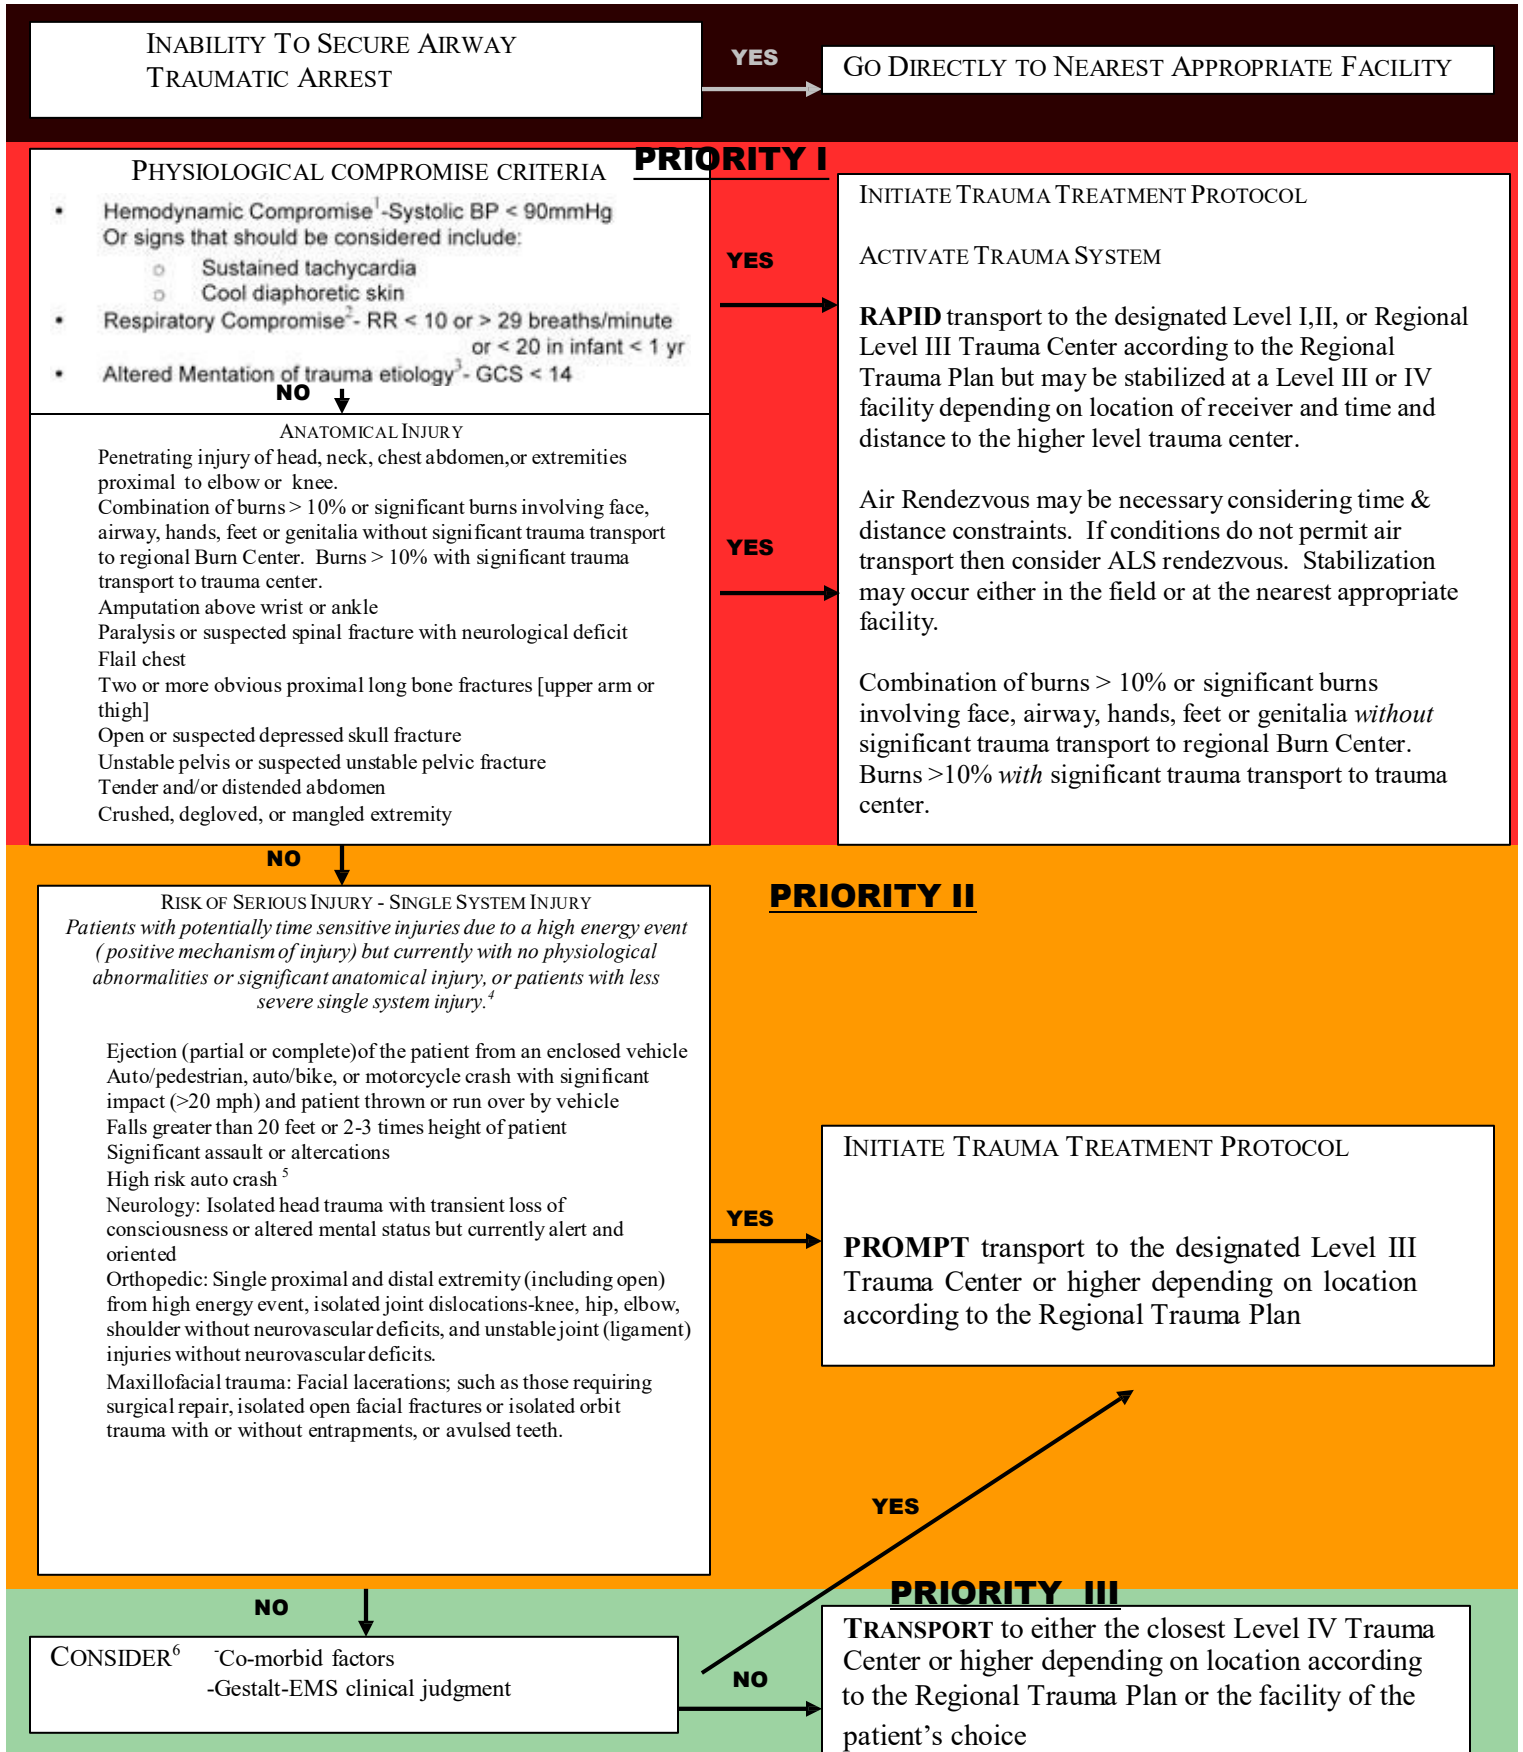 INABILITY TO SECURE AIRWAY
TRAUMATIC ARREST
YES
GO DIRECTLY TO NEAREST APPROPRIATE FACILITY
PRIORITY I
PHYSIOLOGICAL COMPROMISE CRITERIA
• Hemodynamic Compromise¹-Systolic BP < 90mmHg
Or signs that should be considered include:
o Sustained tachycardia
o Cool diaphoretic skin
• Respiratory Compromise²- RR < 10 or > 29 breaths/minute
or < 20 in infant < 1 yr
• Altered Mentation of trauma etiology³- GCS < 14
NO
YES
ANATOMICAL INJURY
Penetrating injury of head, neck, chest abdomen,or extremities
proximal to elbow or knee.
Combination of burns > 10% or significant burns involving face,
airway, hands, feet or genitalia without significant trauma transport
to regional Burn Center. Burns > 10% with significant trauma
transport to trauma center.
Amputation above wrist or ankle
Paralysis or suspected spinal fracture with neurological deficit
Flail chest
Two or more obvious proximal long bone fractures [upper arm or
thigh]
Open or suspected depressed skull fracture
Unstable pelvis or suspected unstable pelvic fracture
Tender and/or distended abdomen
Crushed, degloved, or mangled extremity
YES
INITIATE TRAUMA TREATMENT PROTOCOL
ACTIVATE TRAUMA SYSTEM
RAPID transport to the designated Level I,II, or Regional
Level III Trauma Center according to the Regional
Trauma Plan but may be stabilized at a Level III or IV
facility depending on location of receiver and time and
distance to the higher level trauma center.
Air Rendezvous may be necessary considering time &
distance constraints. If conditions do not permit air
transport then consider ALS rendezvous. Stabilization
may occur either in the field or at the nearest appropriate
facility.
Combination of burns > 10% or significant burns
involving face, airway, hands, feet or genitalia without
significant trauma transport to regional Burn Center.
Burns >10% with significant trauma transport to trauma
center.
NO
PRIORITY II
RISK OF SERIOUS INJURY - SINGLE SYSTEM INJURY
Patients with potentially time sensitive injuries due to a high energy event
( positive mechanism of injury) but currently with no physiological
abnormalities or significant anatomical injury, or patients with less
severe single system injury.⁴
Ejection (partial or complete)of the patient from an enclosed vehicle
Auto/pedestrian, auto/bike, or motorcycle crash with significant
impact (>20 mph) and patient thrown or run over by vehicle
Falls greater than 20 feet or 2-3 times height of patient
Significant assault or altercations
High risk auto crash ⁵
Neurology: Isolated head trauma with transient loss of
consciousness or altered mental status but currently alert and
oriented
Orthopedic: Single proximal and distal extremity (including open)
from high energy event, isolated joint dislocations-knee, hip, elbow,
shoulder without neurovascular deficits, and unstable joint (ligament)
injuries without neurovascular deficits.
Maxillofacial trauma: Facial lacerations; such as those requiring
surgical repair, isolated open facial fractures or isolated orbit
trauma with or without entrapments, or avulsed teeth.
YES
INITIATE TRAUMA TREATMENT PROTOCOL
PROMPT transport to the designated Level III
Trauma Center or higher depending on location
according to the Regional Trauma Plan
YES
NO
PRIORITY III
CONSIDER⁶ -Co-morbid factors
-Gestalt-EMS clinical judgment
NO
TRANSPORT to either the closest Level IV Trauma
Center or higher depending on location according
to the Regional Trauma Plan or the facility of the
patient's choice